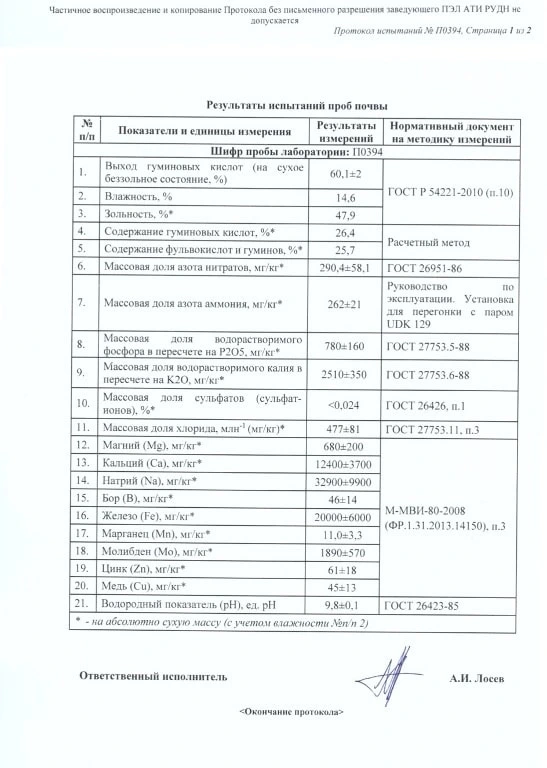 Частичное воспроизведение и копирование Протокола без письменного разрешения заведующего ПЭЛ АТИ РУДН не
допускается
Протокол испытаний № П0394, Страница 1 из 2
Результаты испытаний проб почвы
№
п/п
Показатели и единицы измерения
Результаты
измерений
Нормативный документ
на методику измерений
Шифр пробы лаборатории: П0394
1.
Выход гуминовых кислот (на сухое
беззольное состояние, %)
60,1±2
ГОСТ Р 54221-2010 (п.10)
2.
Влажность, %
14,6
3.
Зольность, %*
47,9
4.
Содержание гуминовых кислот, %*
26,4
Расчетный метод
5.
Содержание фульвокислот и гуминов, %*
25,7
6.
Массовая доля азота нитратов, мг/кг*
290,4±58,1
ГОСТ 26951-86
7.
Массовая доля азота аммония, мг/кг*
262±21
Руководство по
эксплуатации. Установка
для перегонки с паром
UDK 129
8.
Массовая доля водорастворимого
фосфора в пересчете на P2O5, мг/кг*
780±160
ГОСТ 27753.5-88
9.
Массовая доля водорастворимого калия в
пересчете на K2O, мг/кг*
2510±350
ГОСТ 27753.6-88
10.
Массовая доля сульфатов (сульфат-
ионов), %*
<0,024
ГОСТ 26426, п.1
11.
Массовая доля хлорида, млн-1 (мг/кг)*
477±81
ГОСТ 27753.11, п.3
12.
Магний (Mg), мг/кг*
680±200
М-МВИ-80-2008
(ФР.1.31.2013.14150), п.3
13.
Кальций (Ca), мг/кг*
12400±3700
14.
Натрий (Na), мг/кг*
32900±9900
15.
Бор (B), мг/кг*
46±14
16.
Железо (Fe), мг/кг*
20000±6000
17.
Марганец (Mn), мг/кг*
11,0±3,3
18.
Молибден (Mo), мг/кг*
1890±570
19.
Цинк (Zn), мг/кг*
61±18
20.
Медь (Cu), мг/кг*
45±13
21.
Водородный показатель (pH), ед. pH
9,8±0,1
ГОСТ 26423-85
* - на абсолютно сухую массу (с учетом влажности №п/п 2)
Ответственный исполнитель
А.И. Лосев
<Окончание протокола>